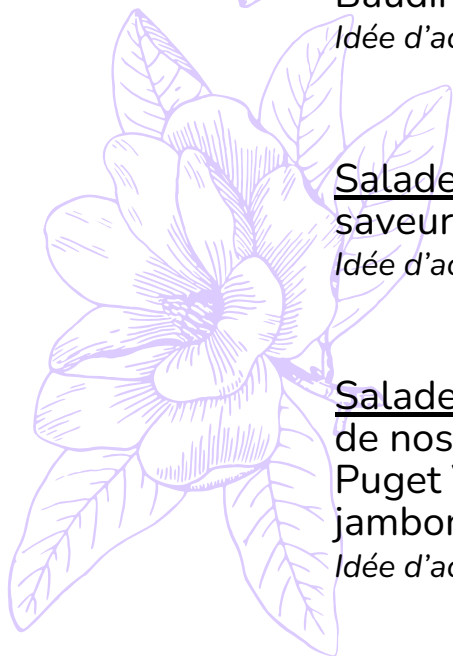 Idée d’ac
Salade
saveur
Idée d’ac
Salade
de nos
Puget
jambon
Idée d’ac